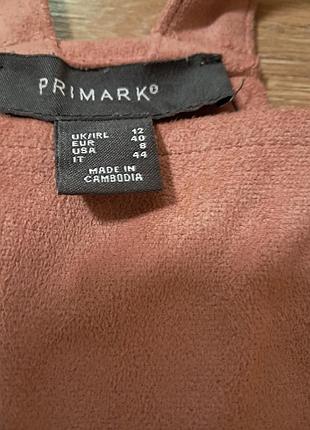 PRIMARK®
UK/IRL 12
EUR 40
USA 8
IT 44
MADE IN
CAMBODIA